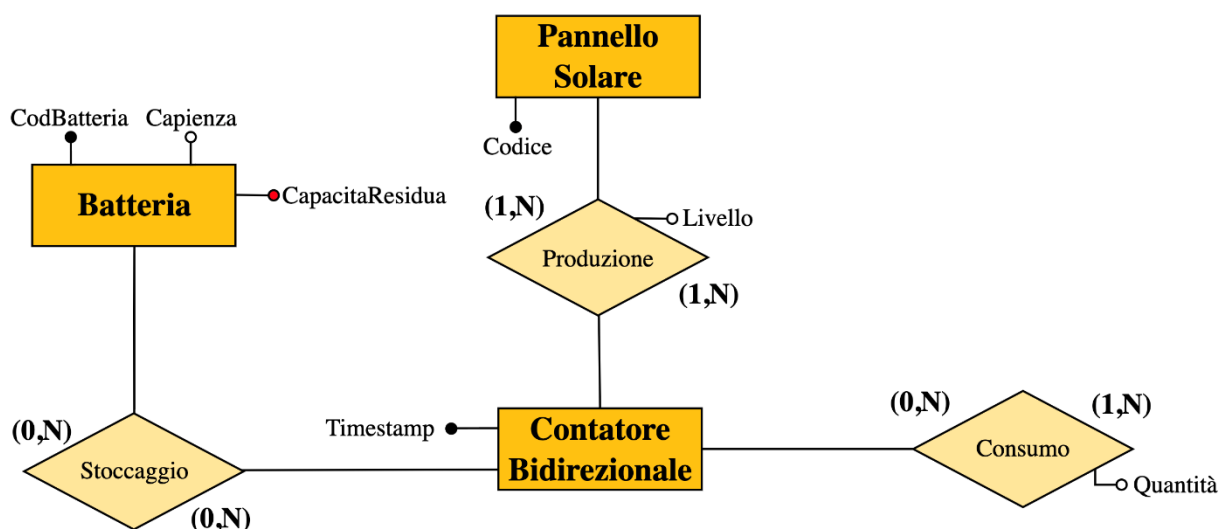 Pannello
Solare
CodBatteria
Capienza
Codice
Batteria
CapacitaResidua
(1,N)
Livello
Produzione
(1,N)
(0,N)
Stoccaggio
(0,N)
Timestamp
Contatore
Bidirezionale
(0,N)
(1,N)
Consumo
Quantità